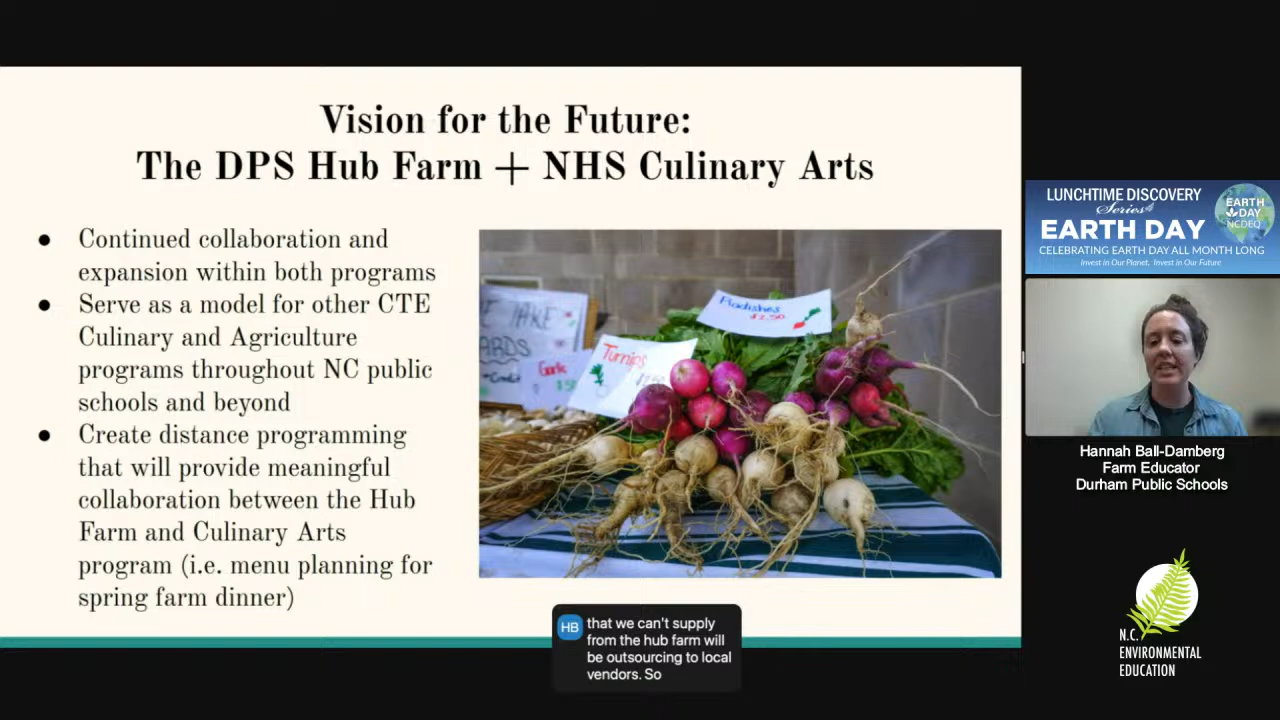 Vision for the Future:
The DPS Hub Farm + NHS Culinary Arts
● Continued collaboration and
expansion within both programs
● Serve as a model for other CTE
Culinary and Agriculture
programs throughout NC public
schools and beyond
● Create distance programming
that will provide meaningful
collaboration between the Hub
Farm and Culinary Arts
program (i.e. menu planning for
spring farm dinner)
Radishes
$2.50
Turnips
Garlic
HB
that we can't supply
from the hub farm will
be outsourcing to local
vendors. So
LUNCHTIME DISCOVERY
Series
EARTH DAY
CELEBRATING EARTH DAY ALL MONTH LONG
Invest in Our Planet. Invest in Our Future
EARTH
DAY
NCDEQ
Hannah Ball-Damberg
Farm Educator
Durham Public Schools
N.C.
ENVIRONMENTAL
EDUCATION